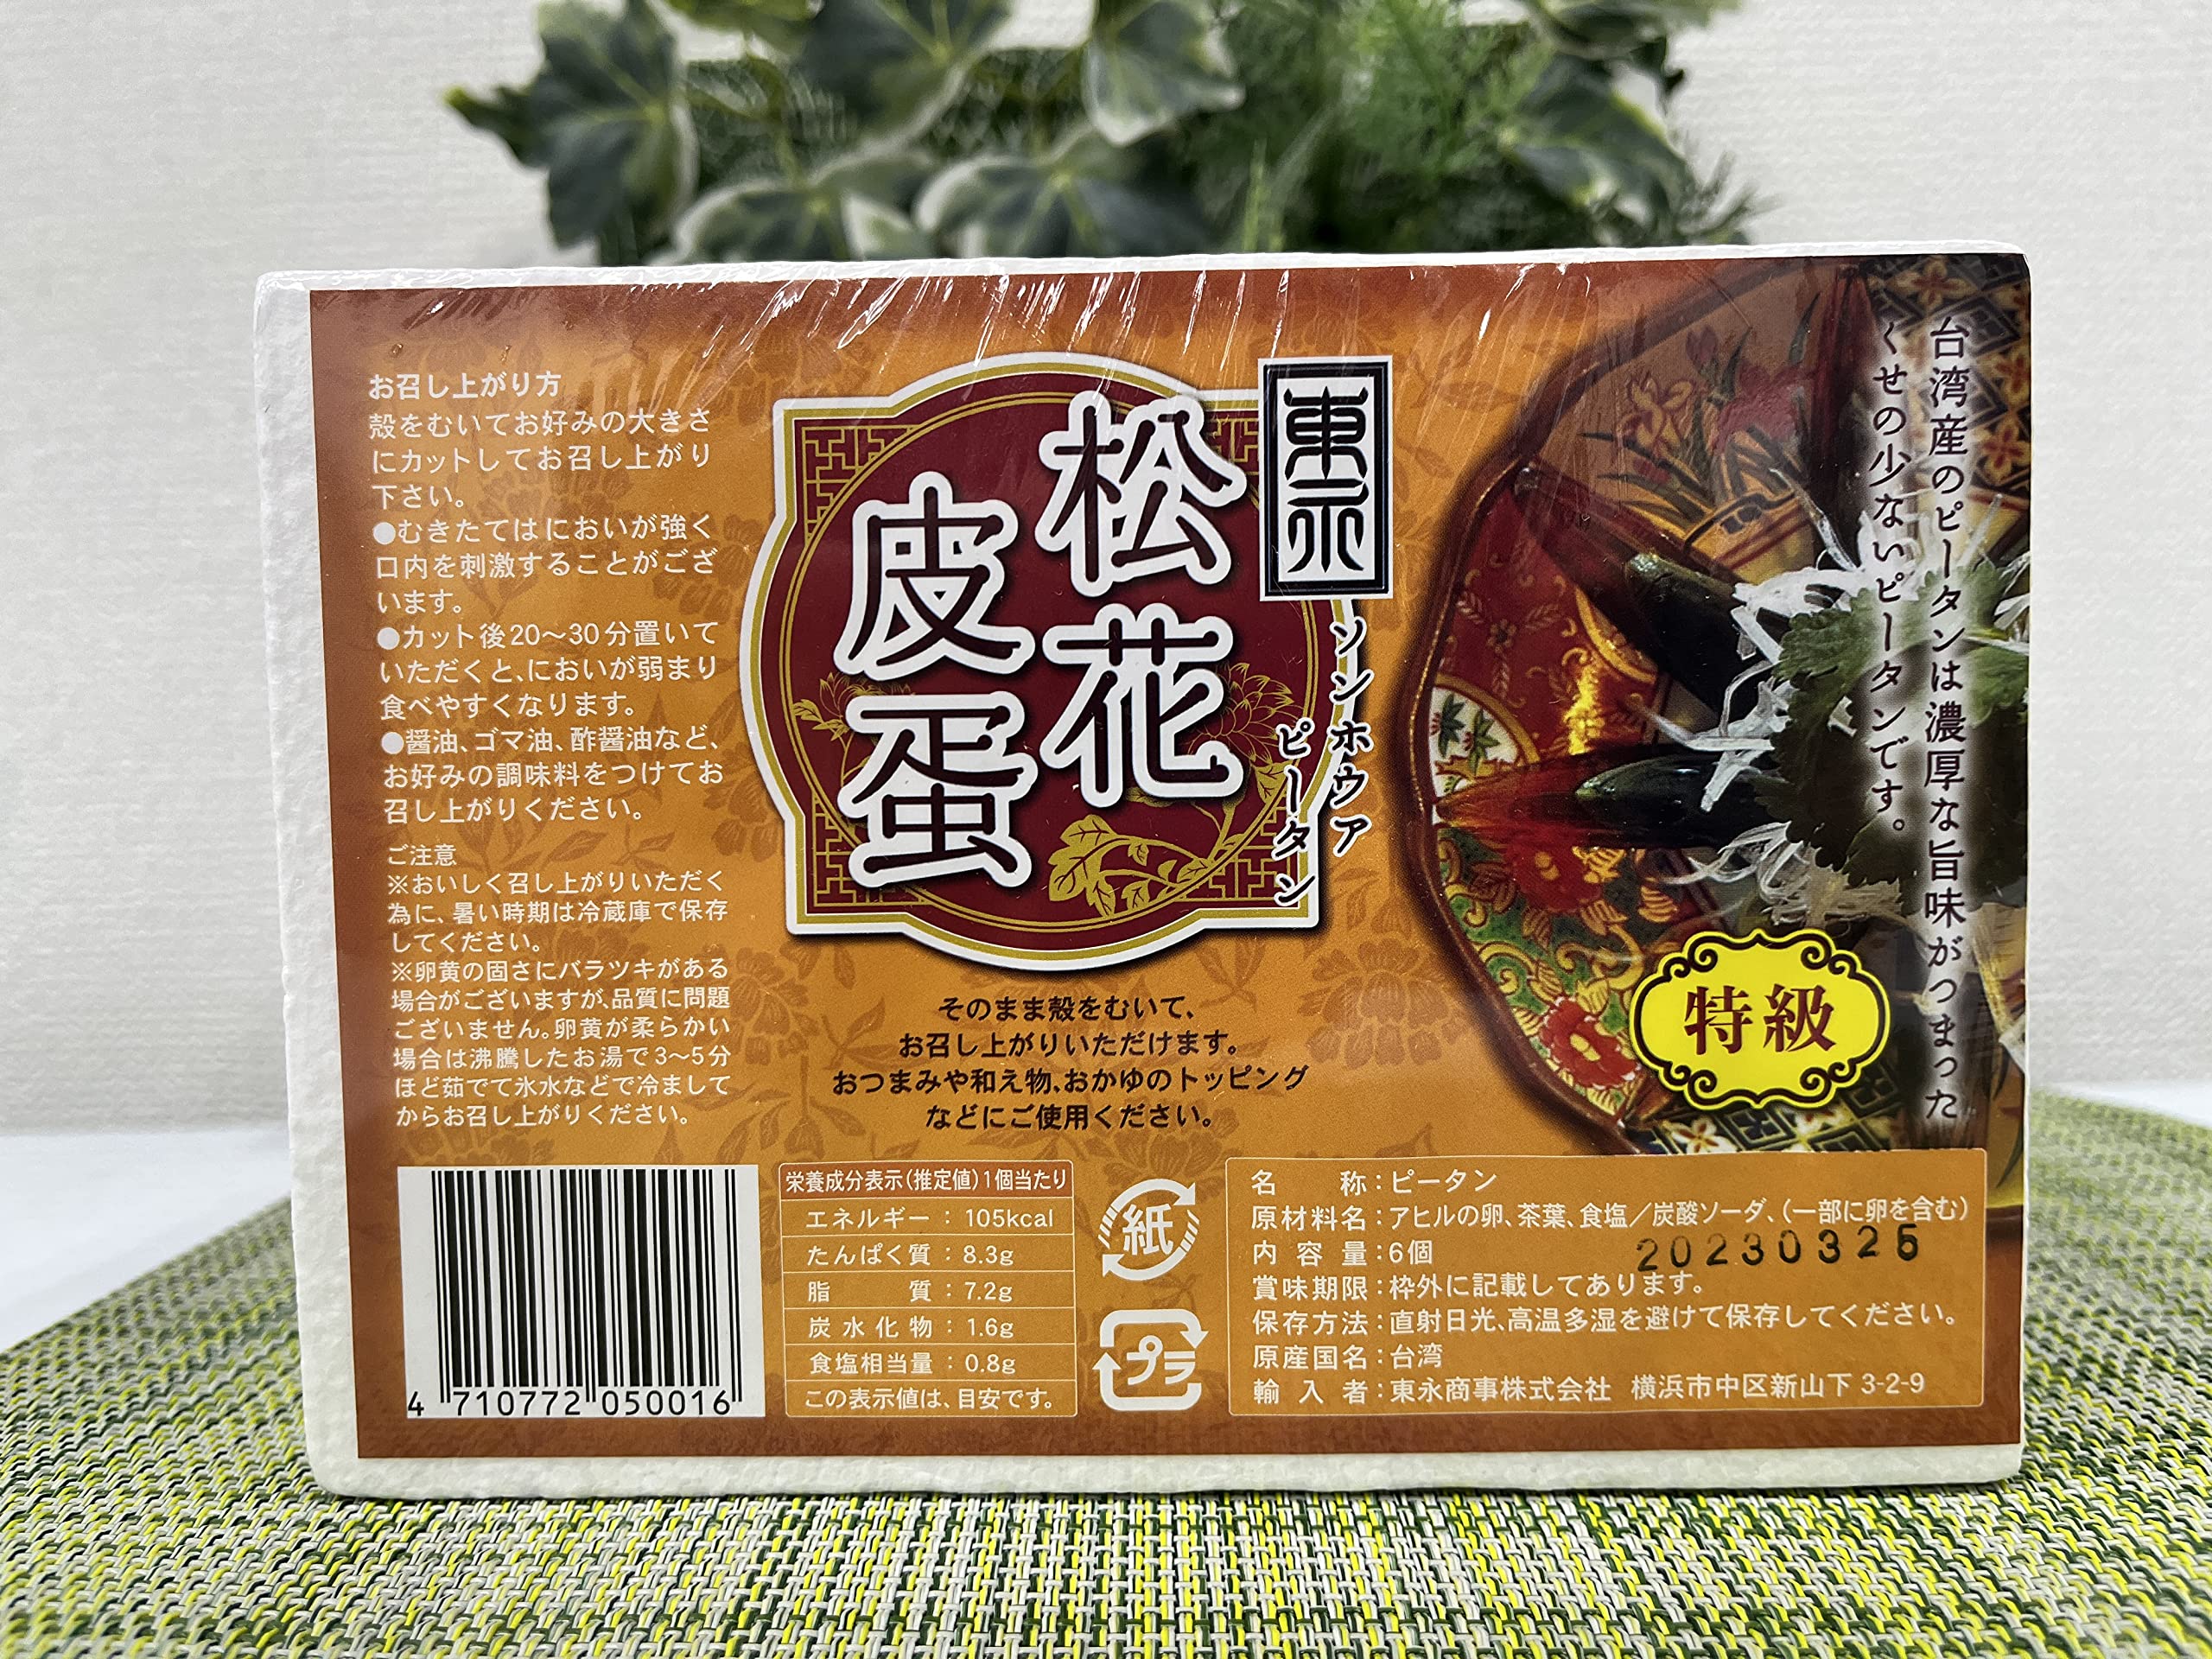 お召し上がり方
殻をむいてお好みの大きさ
にカットしてお召し上がり
下さい。
●むきたてはにおいが強く
口内を刺激することがござ
います。
●カット後20〜30分置いて
いただくと、においが弱まり
食べやすくなります。
●醤油、ゴマ油、酢醤油など、
お好みの調味料をつけてお
召し上がりください。
ご注意
※おいしく召し上がりいただく
為に、暑い時期は冷蔵庫で保存
してください。
※卵黄の固さにバラツキがある
場合がございますが、品質に問題
ございません。卵黄が柔らかい
場合は沸騰したお湯で3〜5分
ほど茹でて氷水などで冷まして
からお召し上がりください。
東永
松花
皮蛋
ソンホウア
ピータン
台湾産のピータンは濃厚な旨味がつまった
くせの少ないピータンです。
特級
そのまま殻をむいて、
お召し上がりいただけます。
おつまみや和え物、おかゆのトッピング
などにご使用ください。
4 710772 050016
栄養成分表示(推定値)1個当たり
エネルギー：105kcal
たんぱく質：8.3g
脂質：7.2g
炭水化物：1.6g
食塩相当量：0.8g
この表示値は、目安です。
紙
プラ
名称：ピータン
原材料名：アヒルの卵、茶葉、食塩／炭酸ソーダ、(一部に卵を含む)
内容量：6個
20230326
賞味期限：枠外に記載してあります。
保存方法：直射日光、高温多湿を避けて保存してください。
原産国名：台湾
輸入者：東永商事株式会社 横浜市中区新山下3-2-9